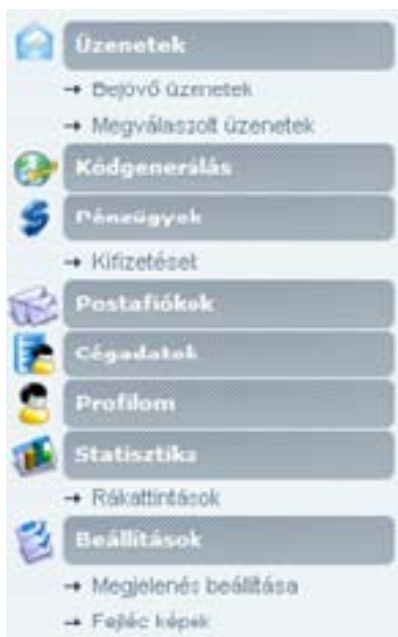 Üzenetek
→ Bejövő üzenetek
→ Megválaszolt üzenetek
Kódgenerálás
Pénzügyek
→ Kifizetések
Postafiókok
Cégadatok
Profilom
Statisztika
→ Rákattintások
Beállítások
→ Megjelenés beállítása
→ Fejléc képek